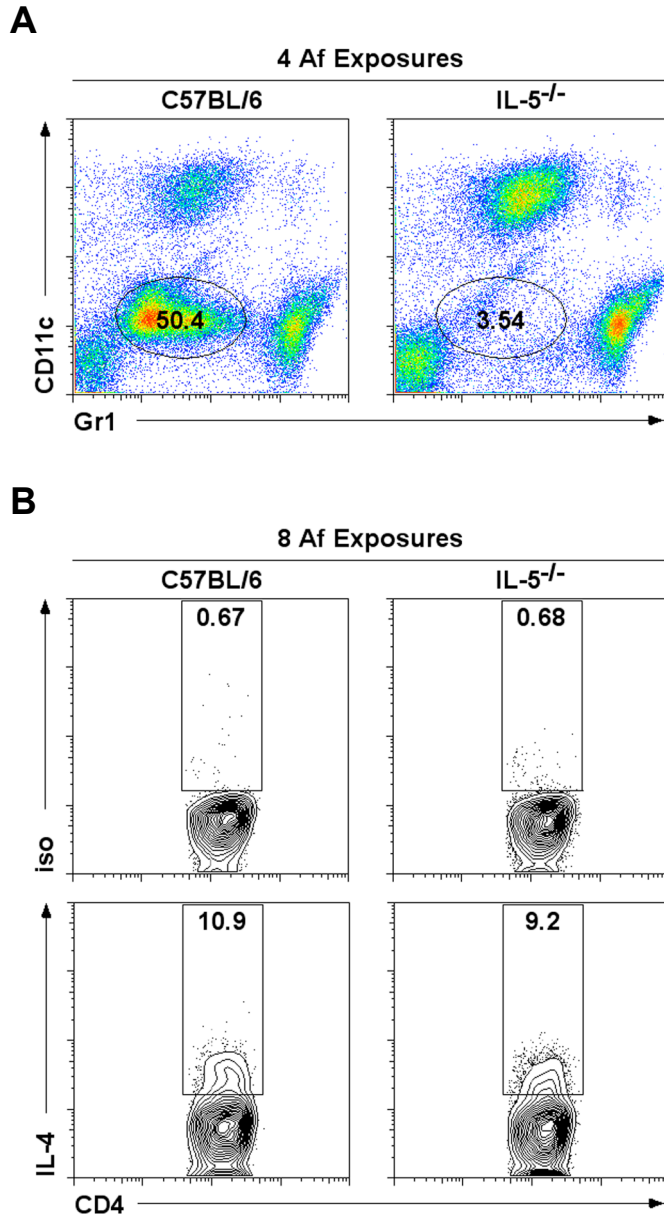 A
4 Af Exposures
C57BL/6 IL-5-/-
CD11c
50.4 3.54
Gr1
B
8 Af Exposures
C57BL/6 IL-5-/-
iso
0.67 0.68
IL-4
10.9 9.2
CD4